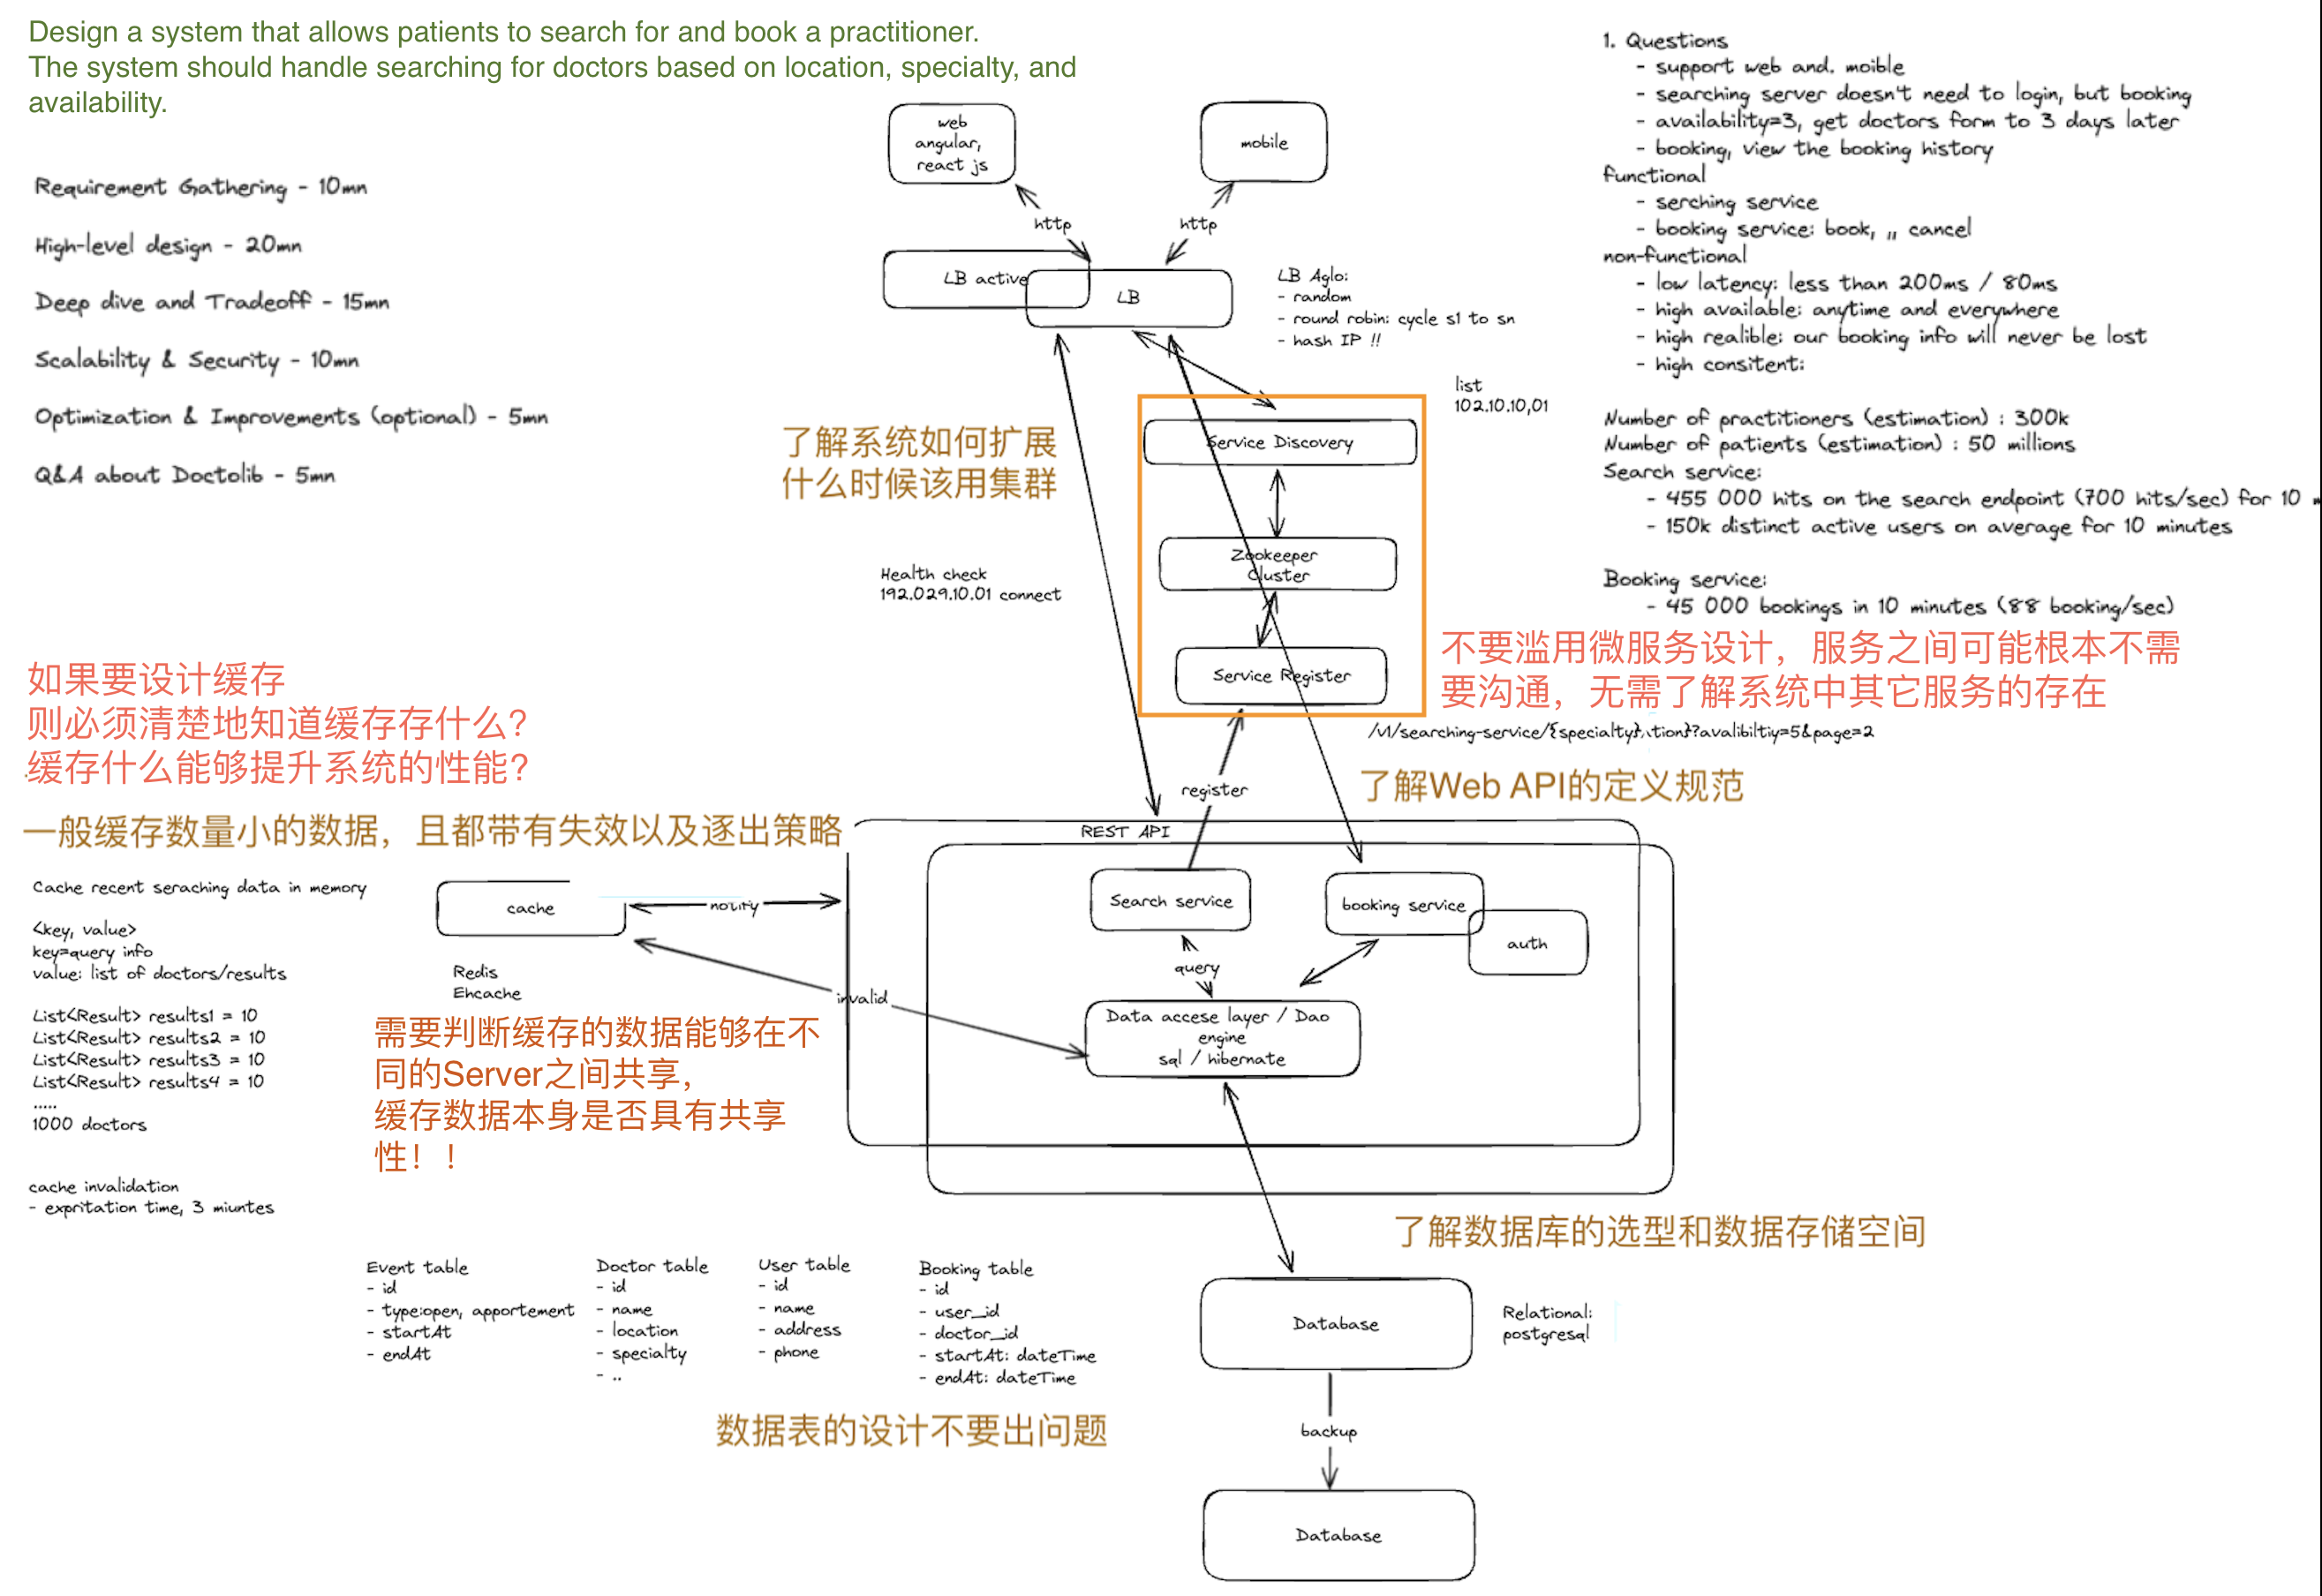 Design a system that allows patients to search for and book a practitioner.
The system should handle searching for doctors based on location, specialty, and
availability.
Requirement Gathering - 10mn
High-level design - 20mn
Deep dive and Tradeoff - 15mn
Scalability & Security - 10mn
Optimization & Improvements (optional) - 5mn
Q&A about Doctolib - 5mn
web
angular,
react js
mobile
http
http
LB active
LB
LB Aglo:
- random
- round robin: cycle s1 to sn
- hash IP !!
list
102.10.10,01
1. Questions
- support web and. moible
- searching server doesn't need to login, but booking
- availability=3, get doctors form to 3 days later
- booking, view the booking history
functional
- serching service
- booking service: book, ,, cancel
non-functional
- low latency: less than 200ms / 80ms
- high available: anytime and everywhere
- high realible: our booking info will never be lost
- high consitent:
Number of practitioners (estimation) : 300k
Number of patients (estimation) : 50 millions
Search service:
- 455 000 hits on the search endpoint (700 hits/sec) for 10
- 150k distinct active users on average for 10 minutes
Booking service:
- 45 000 bookings in 10 minutes (88 booking/sec)
了解系统如何扩展
什么时候该用集群
Service Discovery
Zookeeper
Cluster
Service Register
Health check
192.029.10.01 connect
不要滥用微服务设计，服务之间可能根本不需
要沟通，无需了解系统中其它服务的存在
/v1/searching-service/{specialty}, tion}?avalibiltiy=5&page=2
了解Web API的定义规范
register
如果要设计缓存
则必须清楚地知道缓存存什么？
缓存什么能够提升系统的性能？
一般缓存数量小的数据，且都带有失效以及逐出策略
Cache recent seraching data in memory
<key, value>
key=query info
value: list of doctors/results
List<Result> results1 = 10
List<Result> results2 = 10
List<Result> results3 = 10
List<Result> results4 = 10
.....
1000 doctors
cache invalidation
- expritation time, 3 miuntes
cache
notify
Redis
Ehcache
invalid
需要判断缓存的数据能够在不
同的Server之间共享，
缓存数据本身是否具有共享
性！！
REST API
Search service
booking service
auth
query
Data accese layer / Dao
engine
sql / hibernate
了解数据库的选型和数据存储空间
Event table
- id
- type:open, apportement
- startAt
- endAt
Doctor table
- id
- name
- location
- specialty
- ..
User table
- id
- name
- address
- phone
Booking table
- id
- user_id
- doctor_id
- startAt: dateTime
- endAt: dateTime
数据表的设计不要出问题
Database
Relational:
postgresql
backup
Database